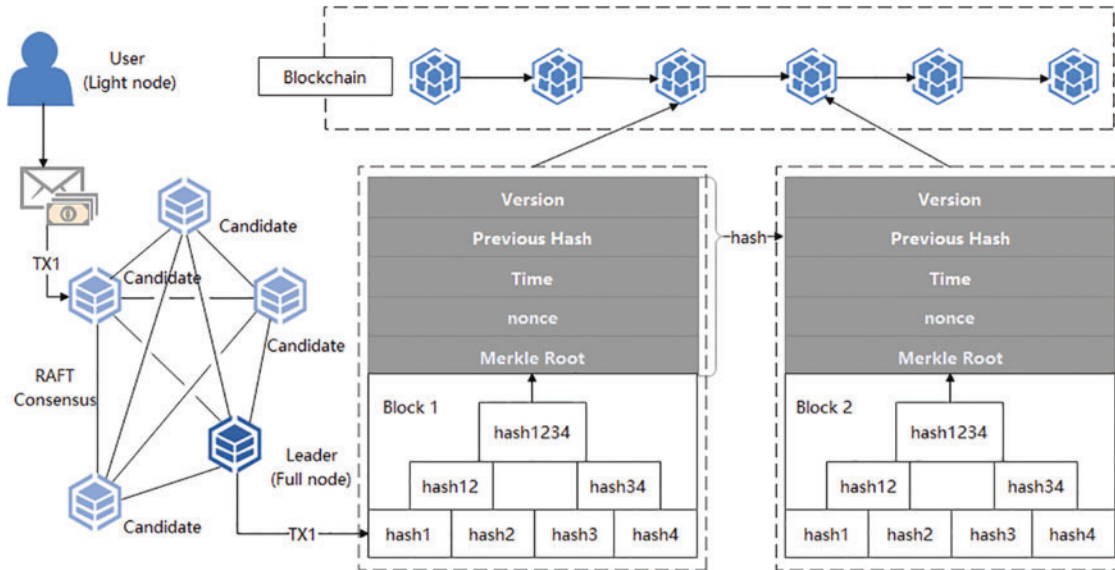 User
(Light node)
Blockchain
TX1
Candidate
Candidate
Candidate
RAFT
Consensus
Leader
(Full node)
Candidate
TX1
Version
Previous Hash
Time
nonce
Merkle Root
Block 1
hash1234
hash12
hash34
hash1
hash2
hash3
hash4
hash
Version
Previous Hash
Time
nonce
Merkle Root
Block 2
hash1234
hash12
hash34
hash1
hash2
hash3
hash4